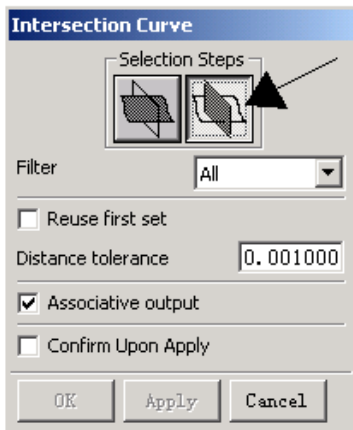 Intersection Curve
Selection Steps
Filter All
Reuse first set
Distance tolerance 0.001000
Associative output
Confirm Upon Apply
OK Apply Cancel